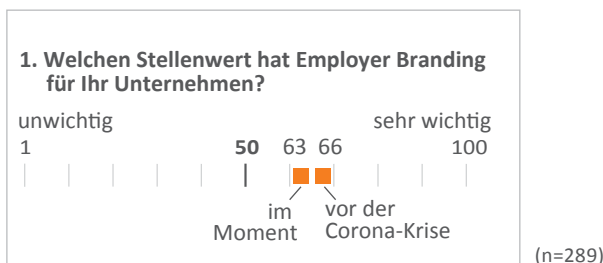 1. Welchen Stellenwert hat Employer Branding
für Ihr Unternehmen?
unwichtig sehr wichtig
1 50 63 66 100
im vor der
Moment Corona-Krise
(n=289)